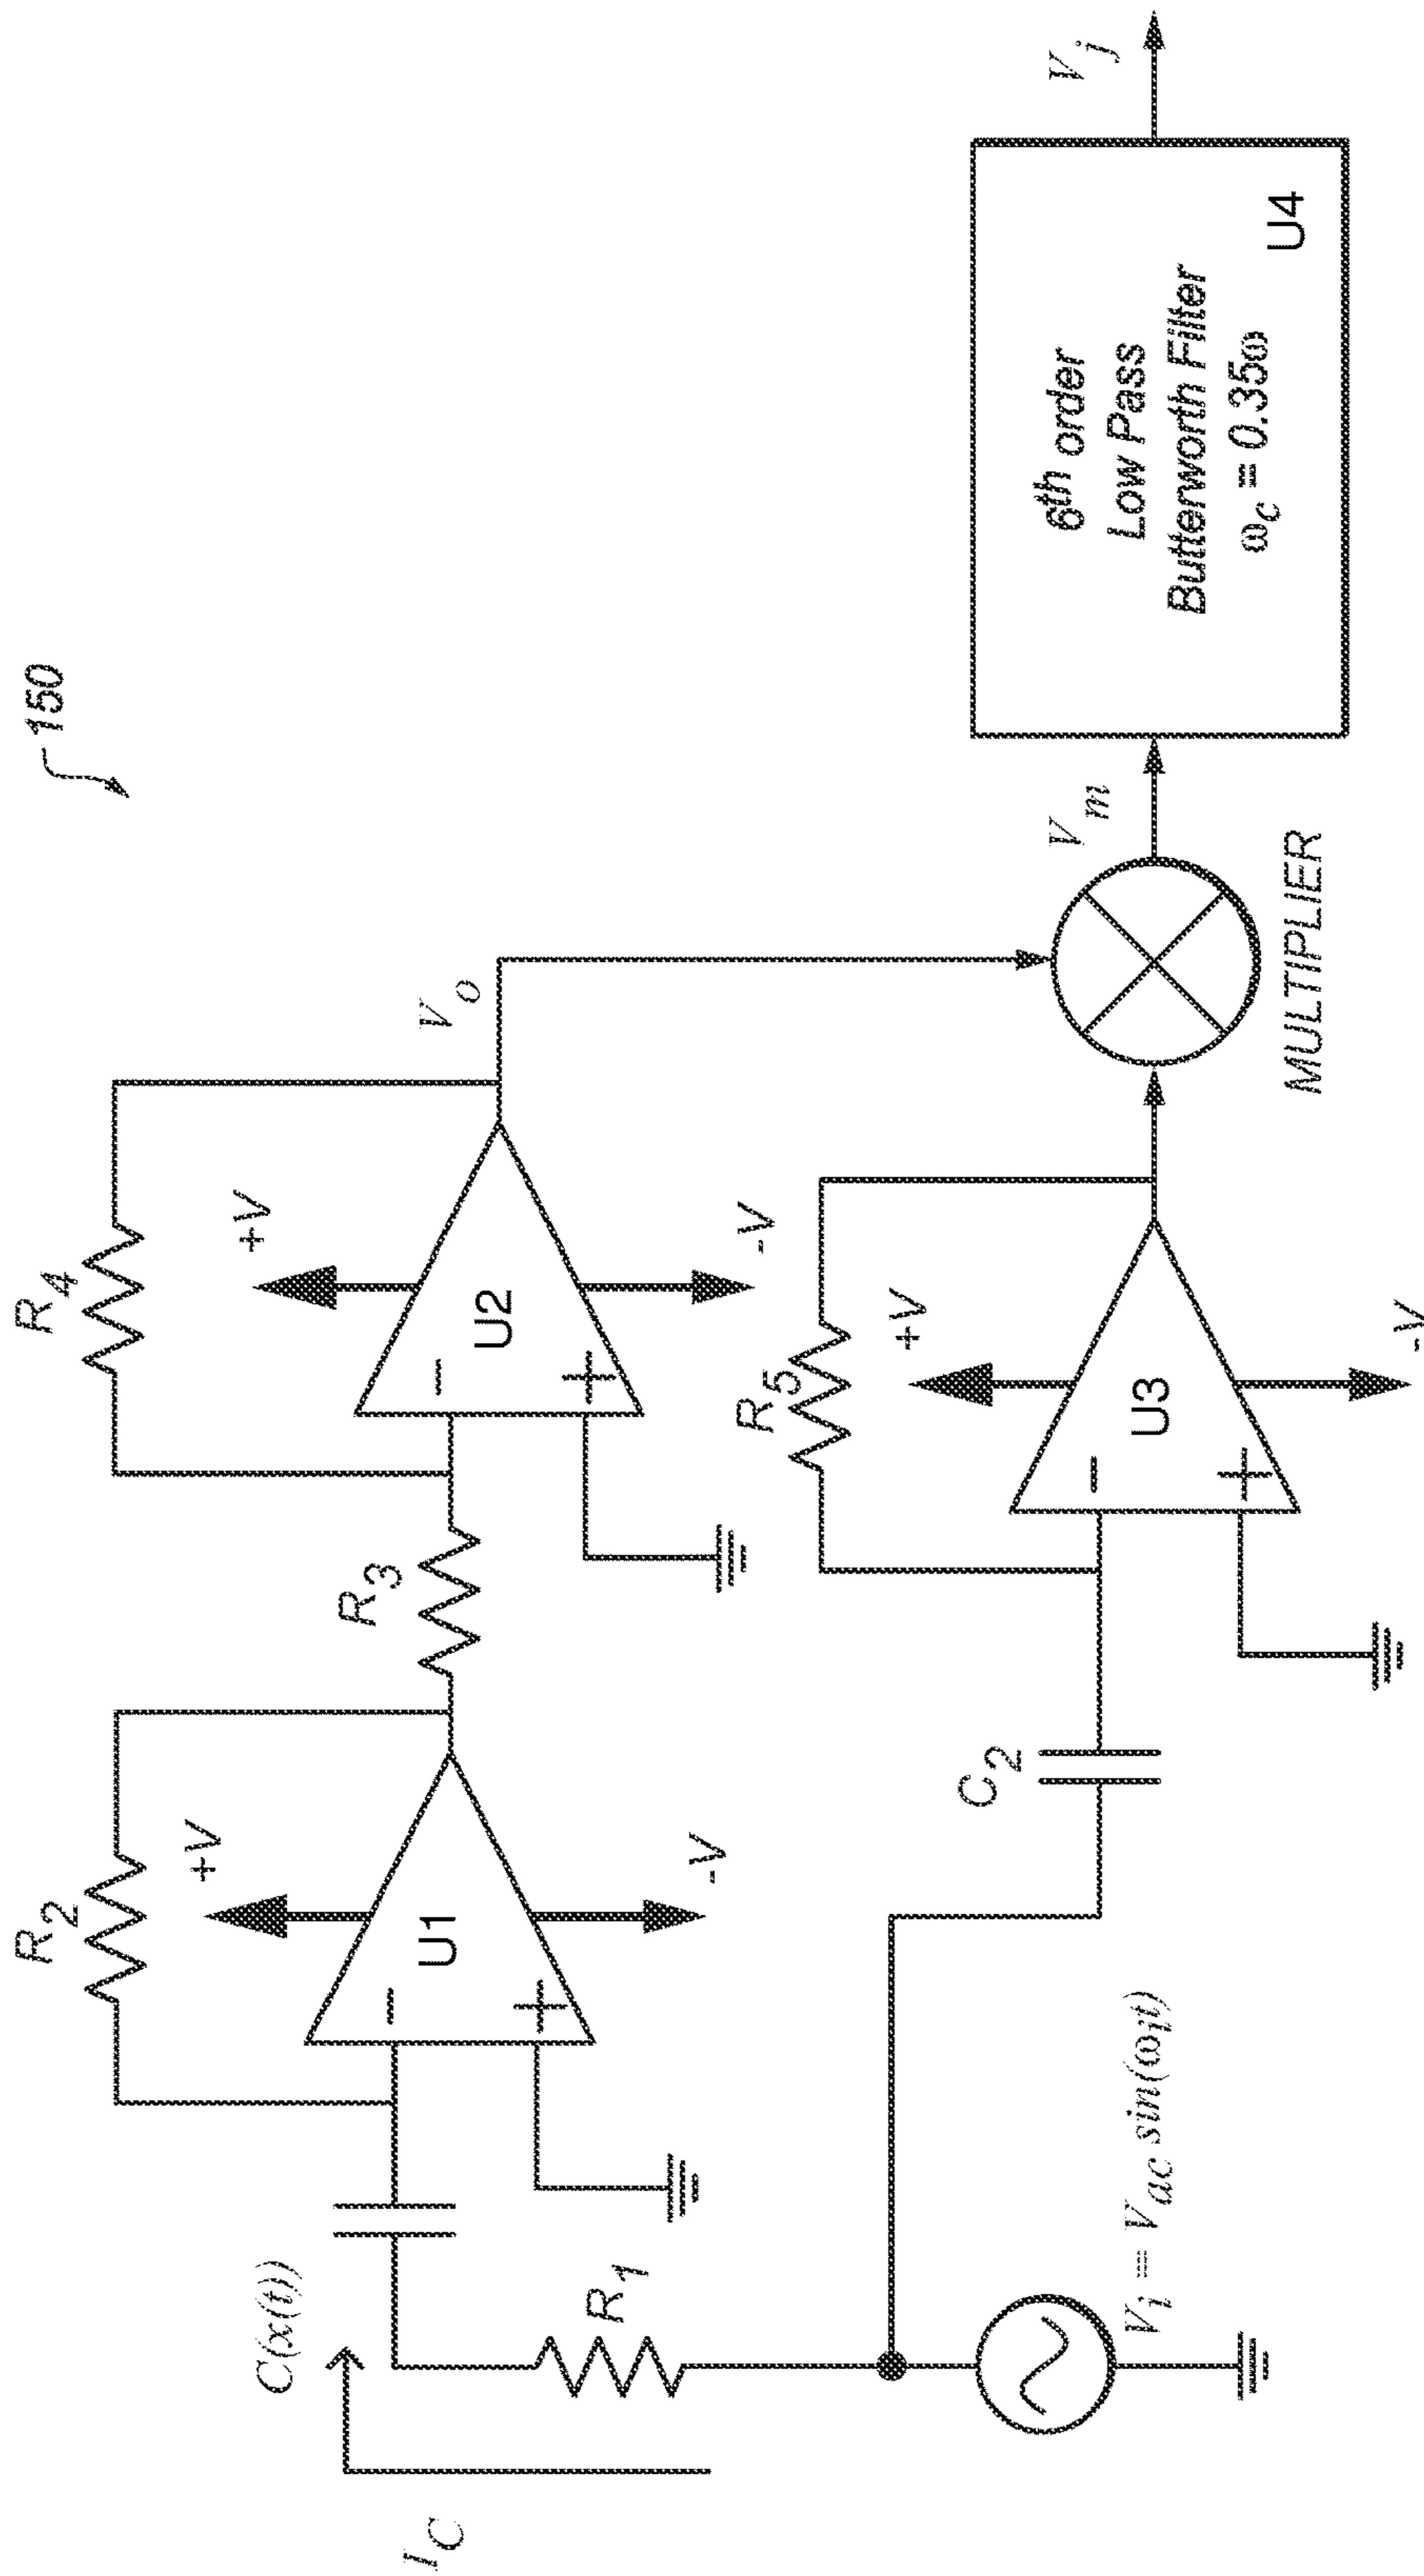 150
I_C
C(x(t))
R_1
R_2
+V
U1
-V
R_3
R_4
+V
U2
-V
V_o
V_i = V_ac sin(ω_i t)
C_2
R_5
+V
U3
-V
MULTIPLIER
V_m
6th order
Low Pass
Butterworth Filter
ω_c = 0.35ω
U4
V_j